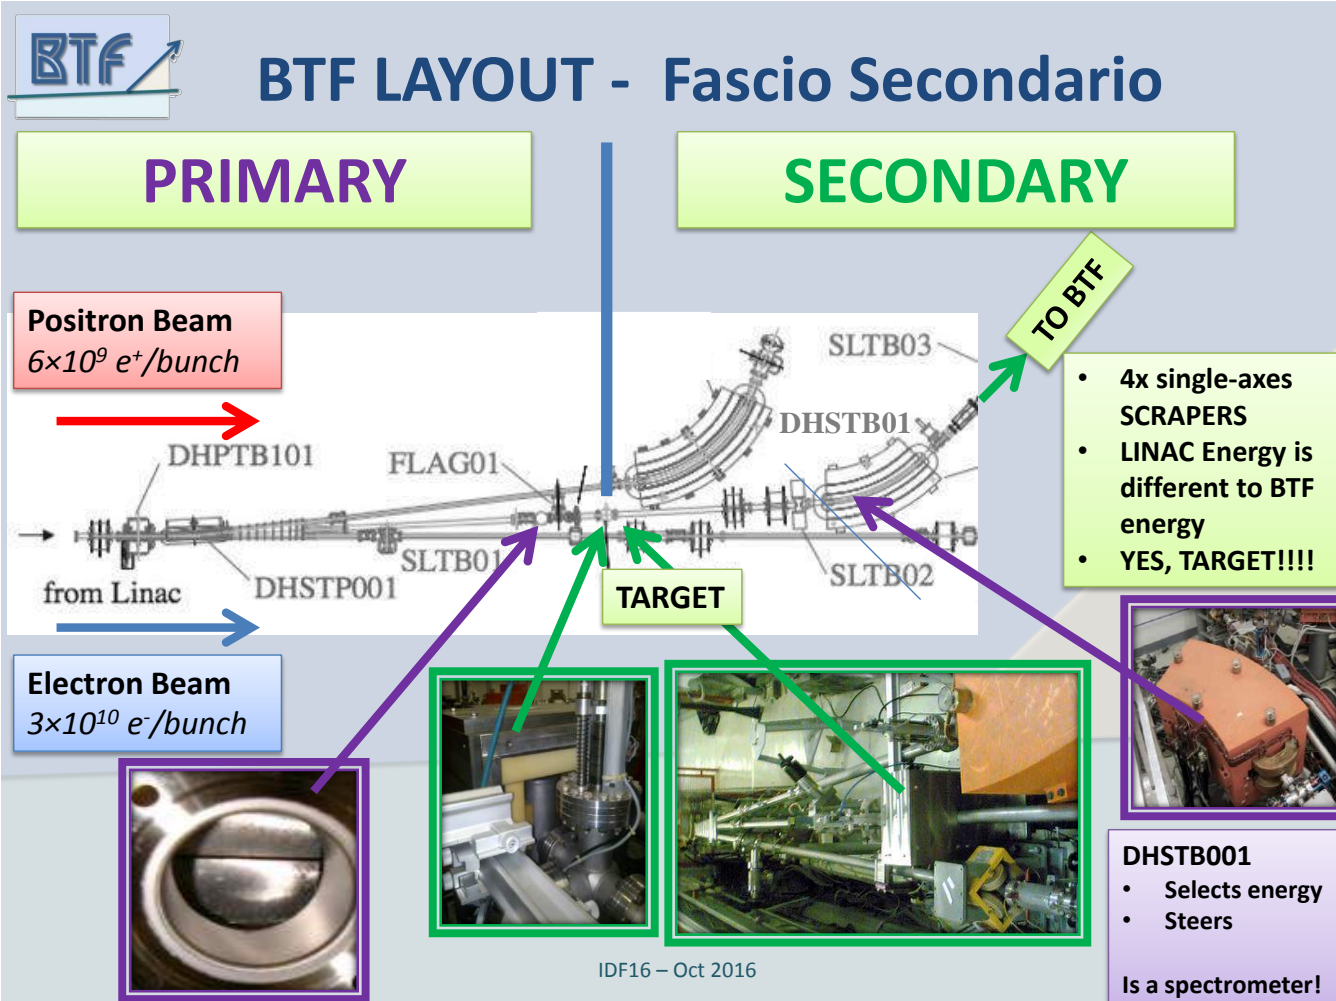 BTF
BTF LAYOUT - Fascio Secondario
PRIMARY
SECONDARY
TO BTF
Positron Beam
6×10⁹ e⁺/bunch
SLTB03
DHSTB01
DHPTB101
FLAG01
SLTB01
from Linac
DHSTP001
SLTB02
TARGET
• 4x single-axes
SCRAPERS
• LINAC Energy is
different to BTF
energy
• YES, TARGET!!!!
Electron Beam
3×10¹⁰ e⁻/bunch
DHSTB001
• Selects energy
• Steers
Is a spectrometer!
IDF16 – Oct 2016